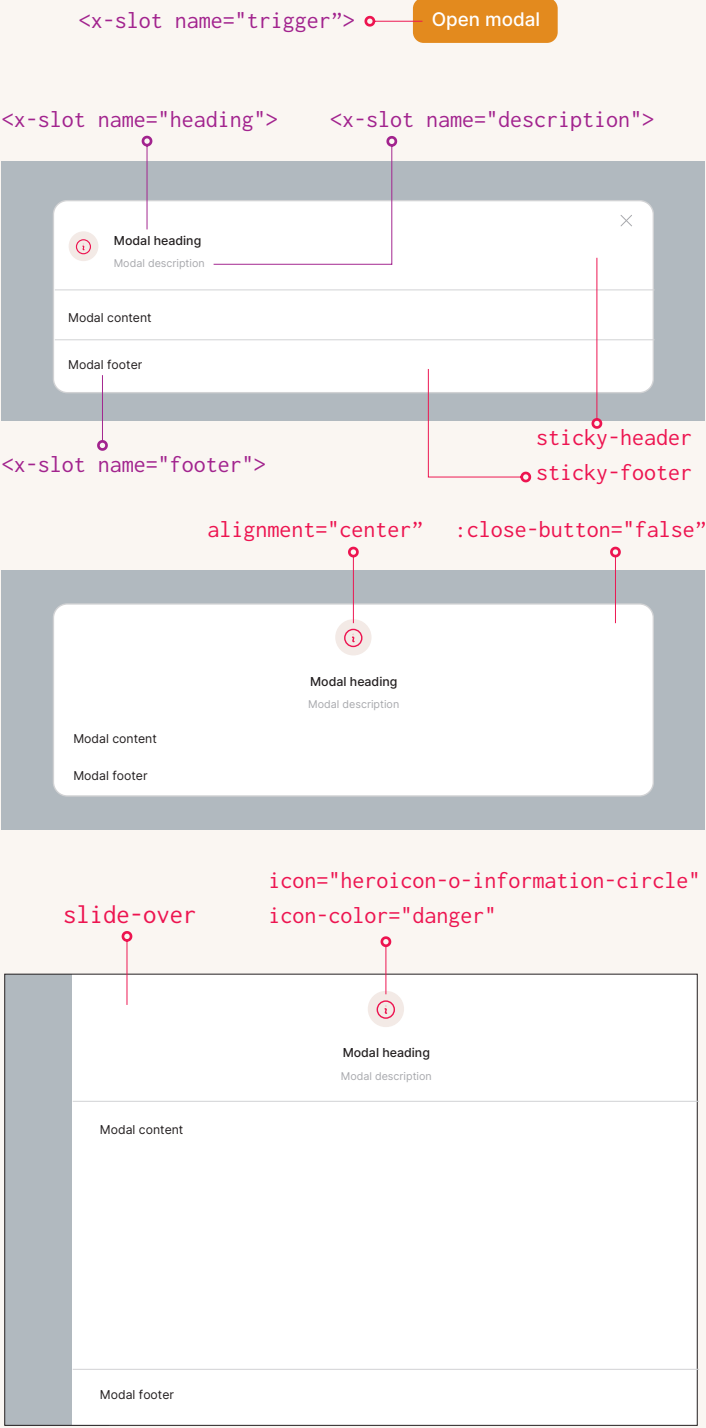 <x-slot name="trigger”> Open modal
<x-slot name="heading"> <x-slot name="description">
Modal heading
Modal description
Modal content
Modal footer
sticky-header
<x-slot name="footer">
sticky-footer
alignment="center” :close-button="false”
Modal heading
Modal description
Modal content
Modal footer
icon="heroicon-o-information-circle"
slide-over icon-color="danger"
Modal heading
Modal description
Modal content
Modal footer